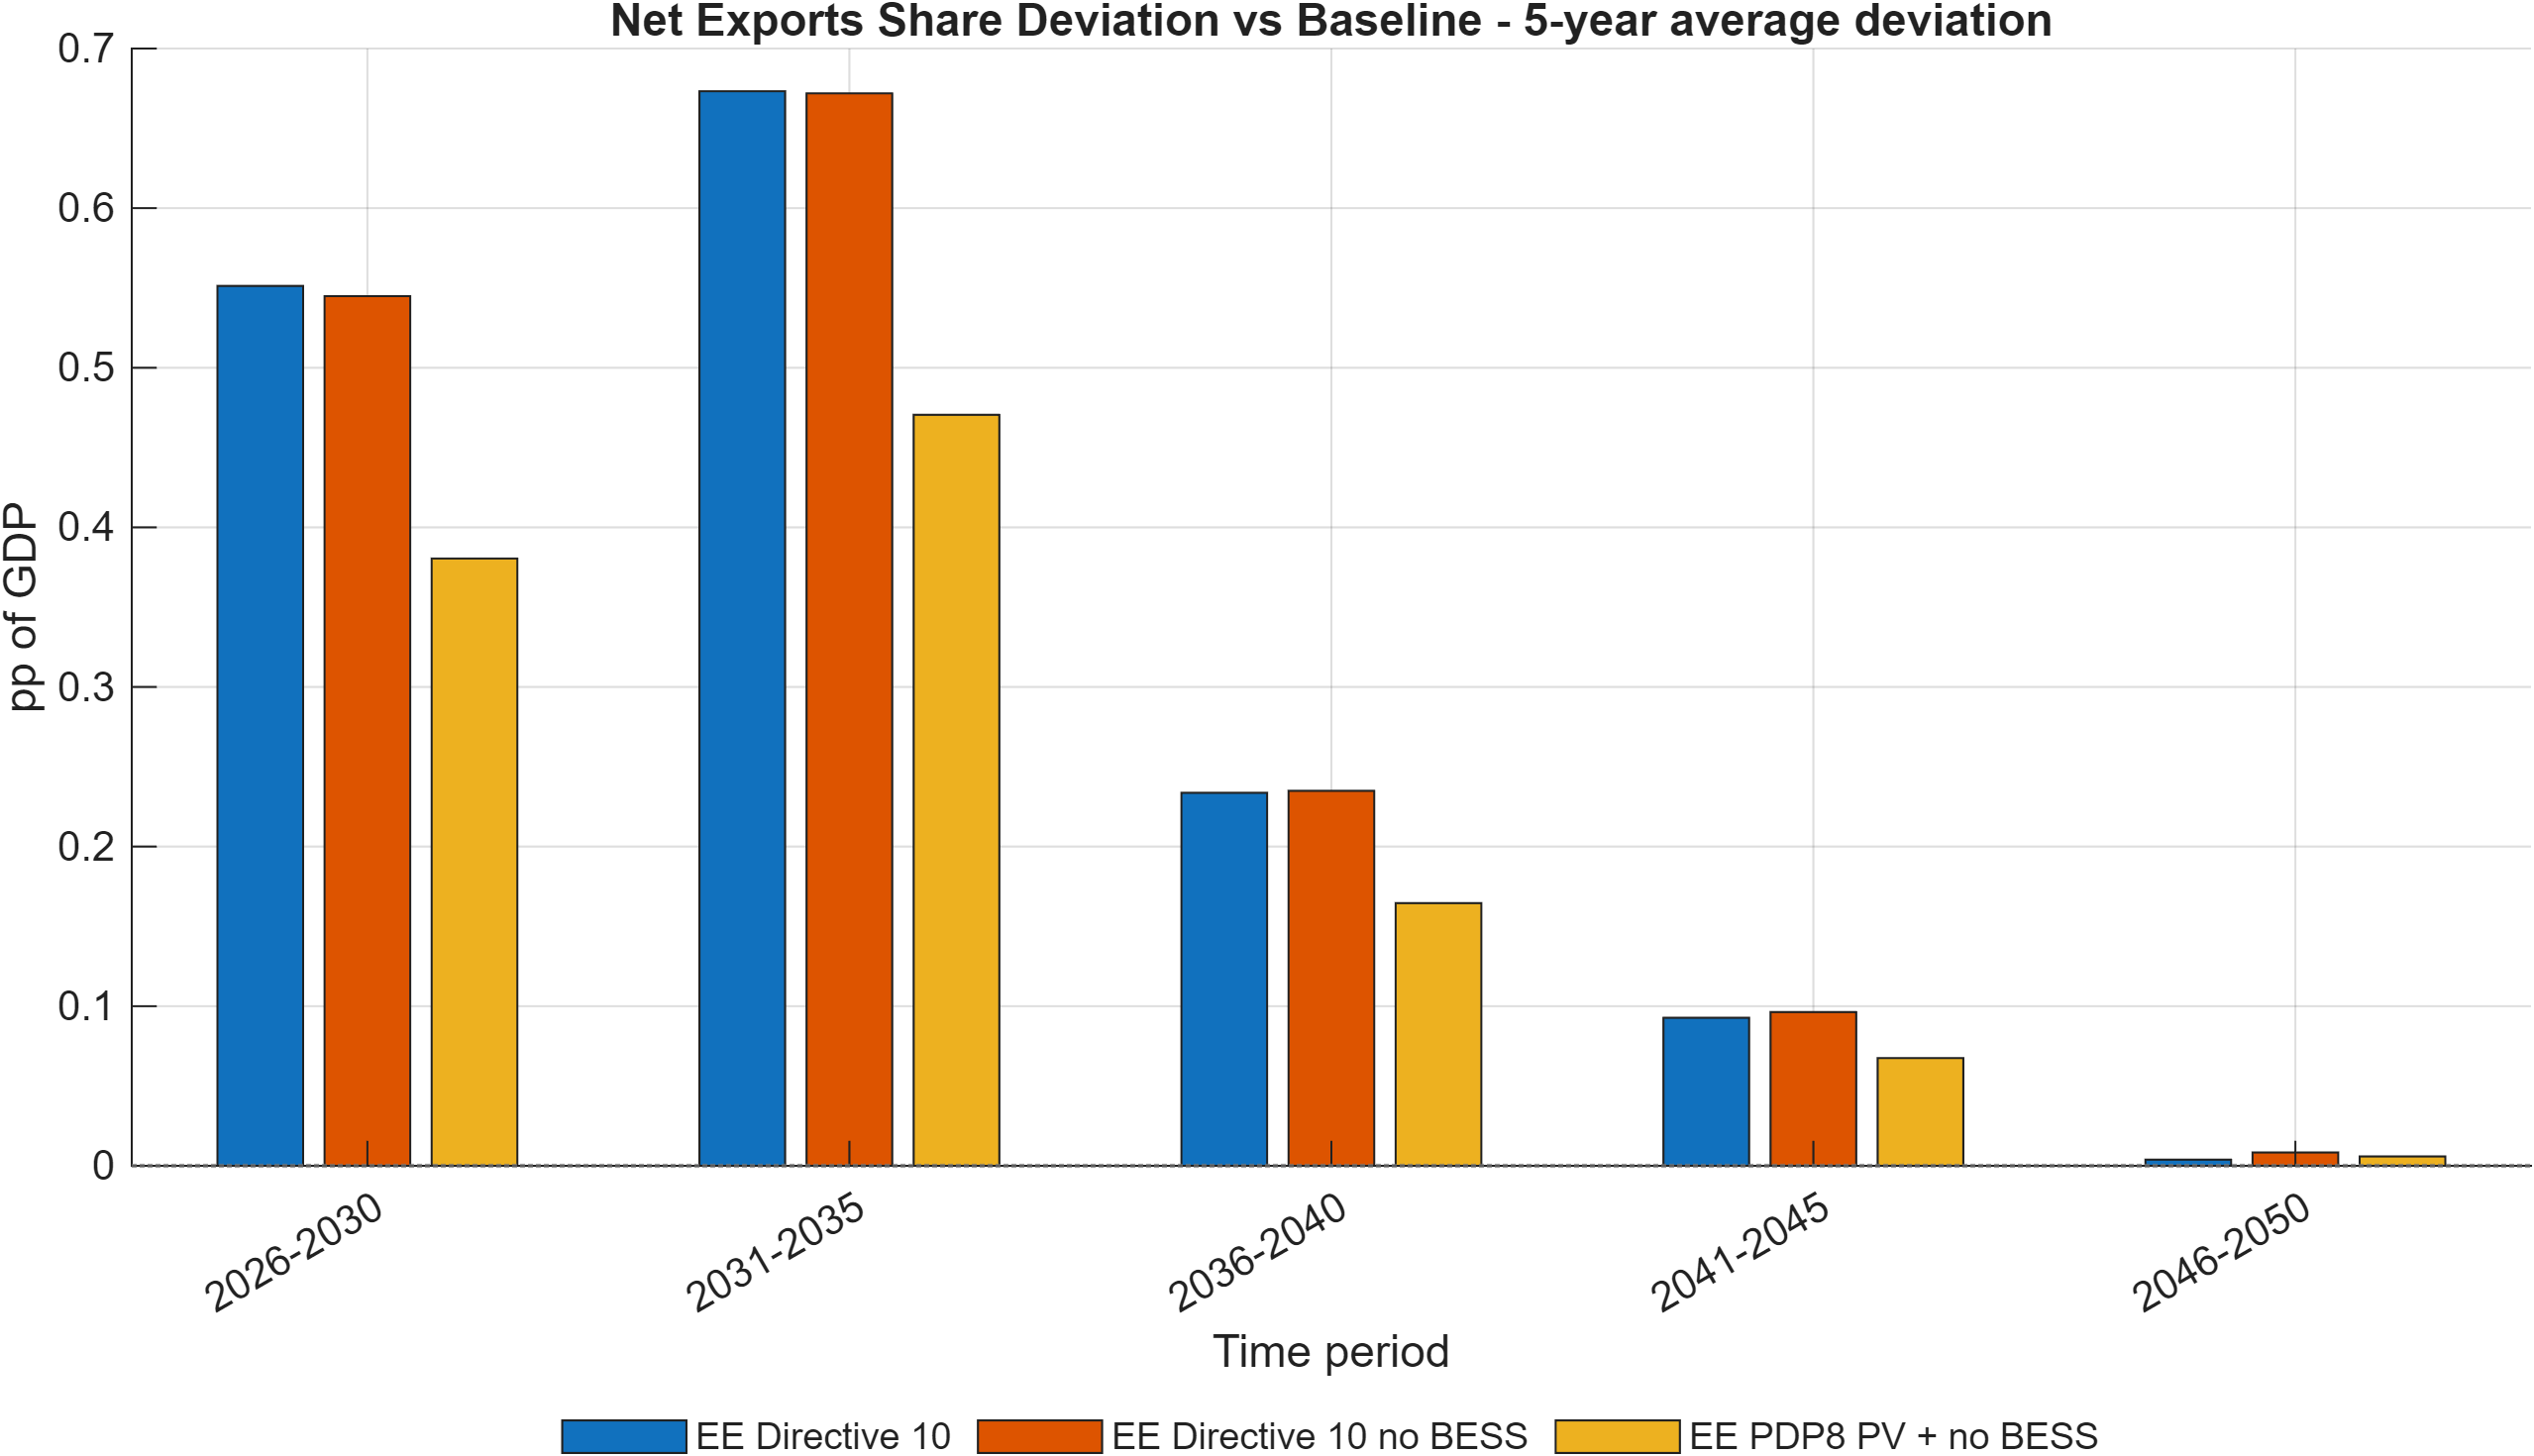 Net Exports Share Deviation vs Baseline - 5-year average deviation
0.7
0.6
0.5
0.4
0.3
0.2
0.1
0
pp of GDP
2026-2030
2031-2035
2036-2040
2041-2045
2046-2050
Time period
EE Directive 10
EE Directive 10 no BESS
EE PDP8 PV + no BESS